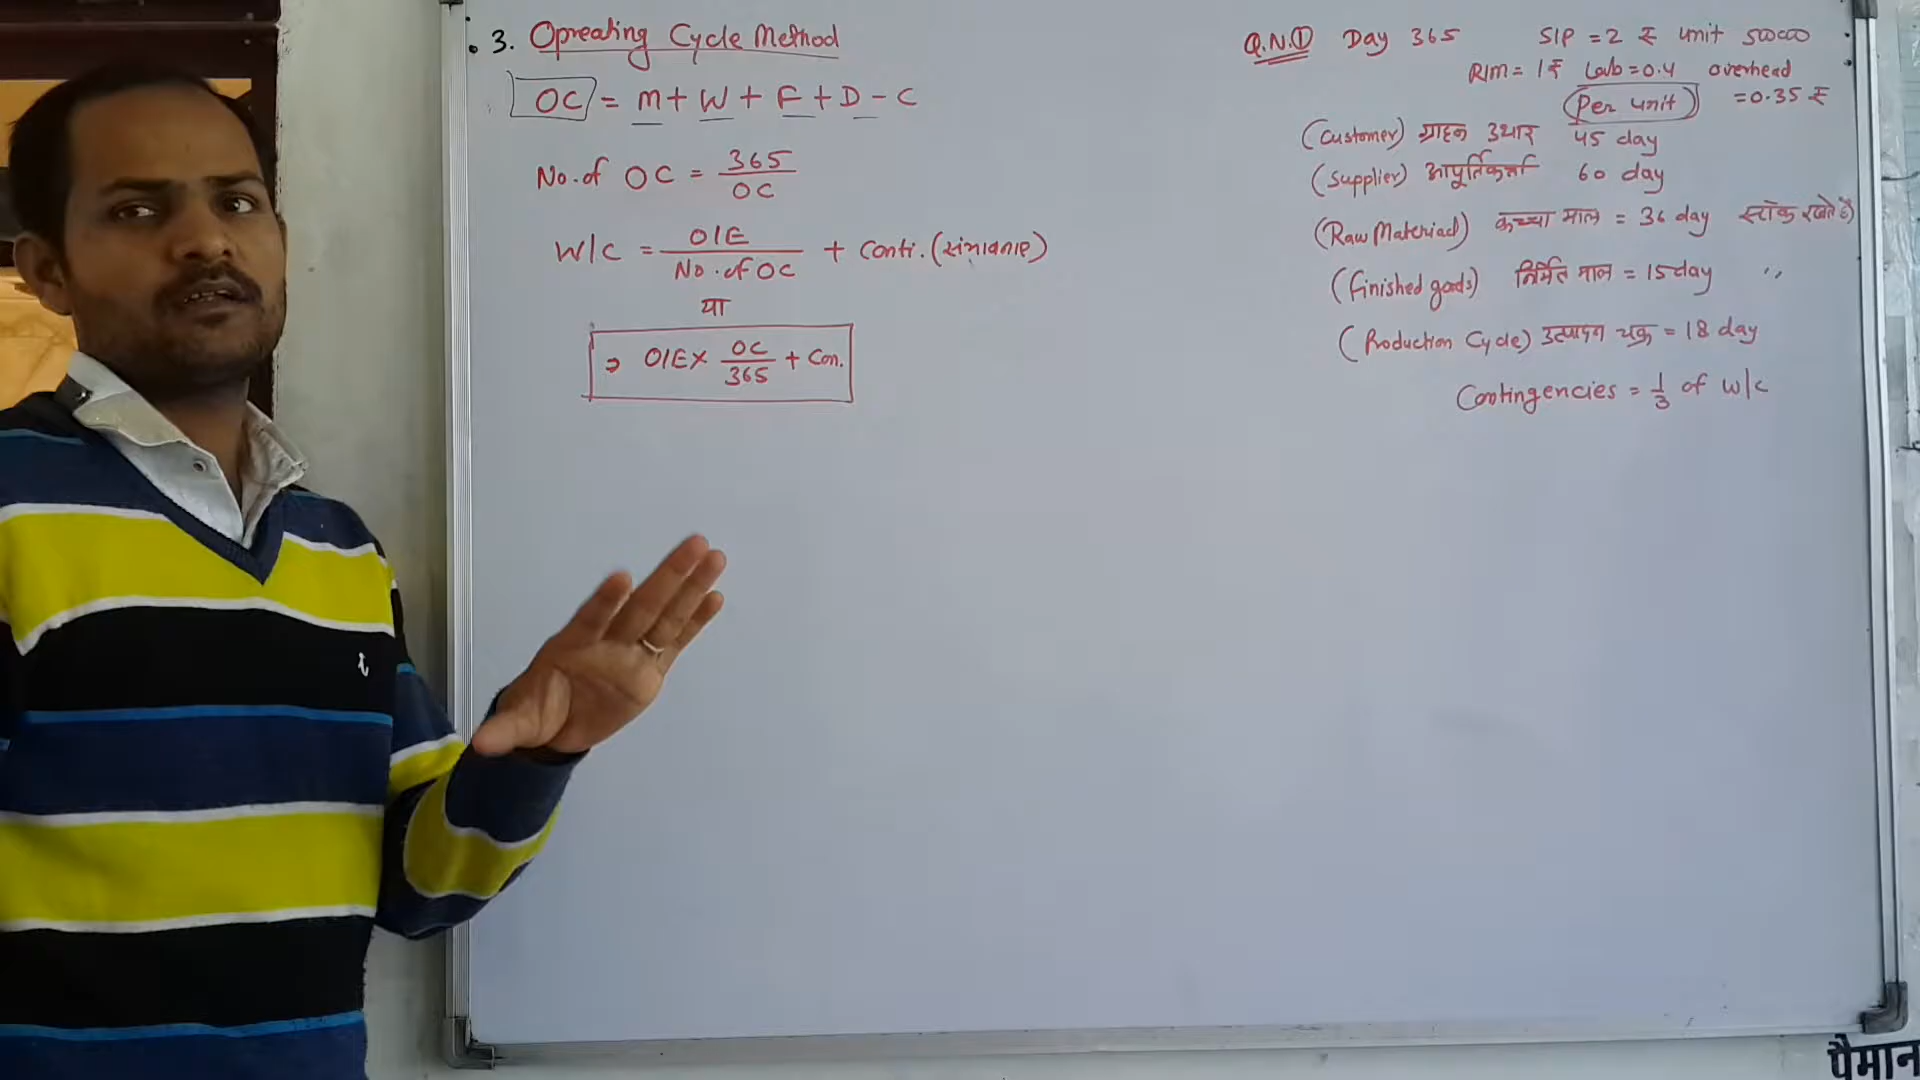 3. Opreating Cycle Method
OC = M + W + F + D - C
No. of OC = 365 / OC
W/C = O/E / No. of OC + Conti. (संभावनाए)
या
⇒ O/E × OC / 365 + Con.
Q.N.① Day 365 S/P = 2 ₹ unit 50000
R/m = 1₹ Lab = 0.4 overhead
Per unit = 0.35 ₹
(Customer) ग्राहक उधार 45 day
(Supplier) आपूर्तिकर्त्ता 60 day
(Raw Material) कच्चा माल = 36 day स्टॉक रखते है
(finished goods) निर्मित माल = 15 day ,,
(Production Cycle) उत्पादन चक्र = 18 day
Contingencies = 1/3 of w/c
पैमान